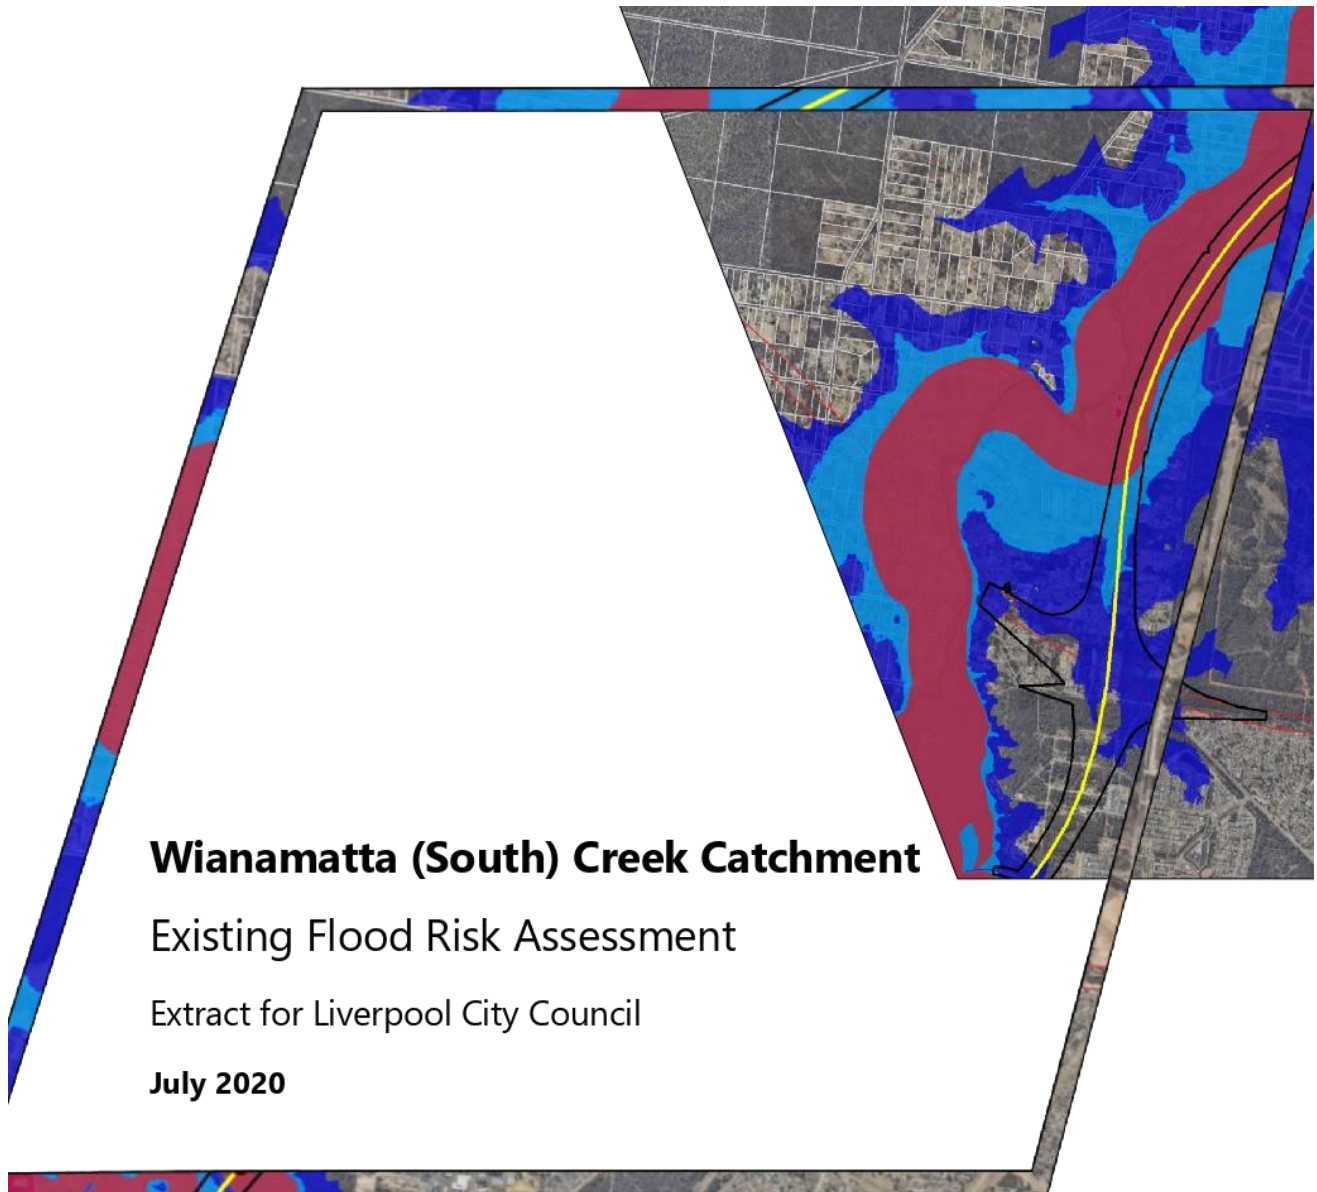 Wianamatta (South) Creek Catchment
Existing Flood Risk Assessment
Extract for Liverpool City Council
July 2020